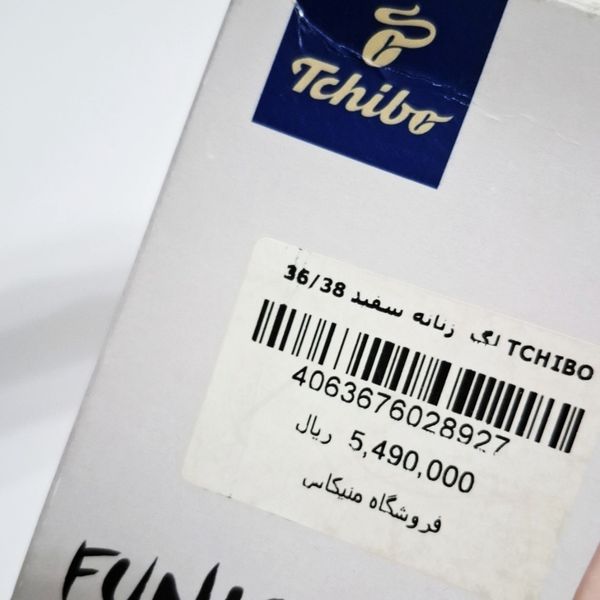 Tchibo
TCHIBO لگ زنانه سفید 36/38
4063676028927
5,490,000 ریال
فروشگاه منیکاس